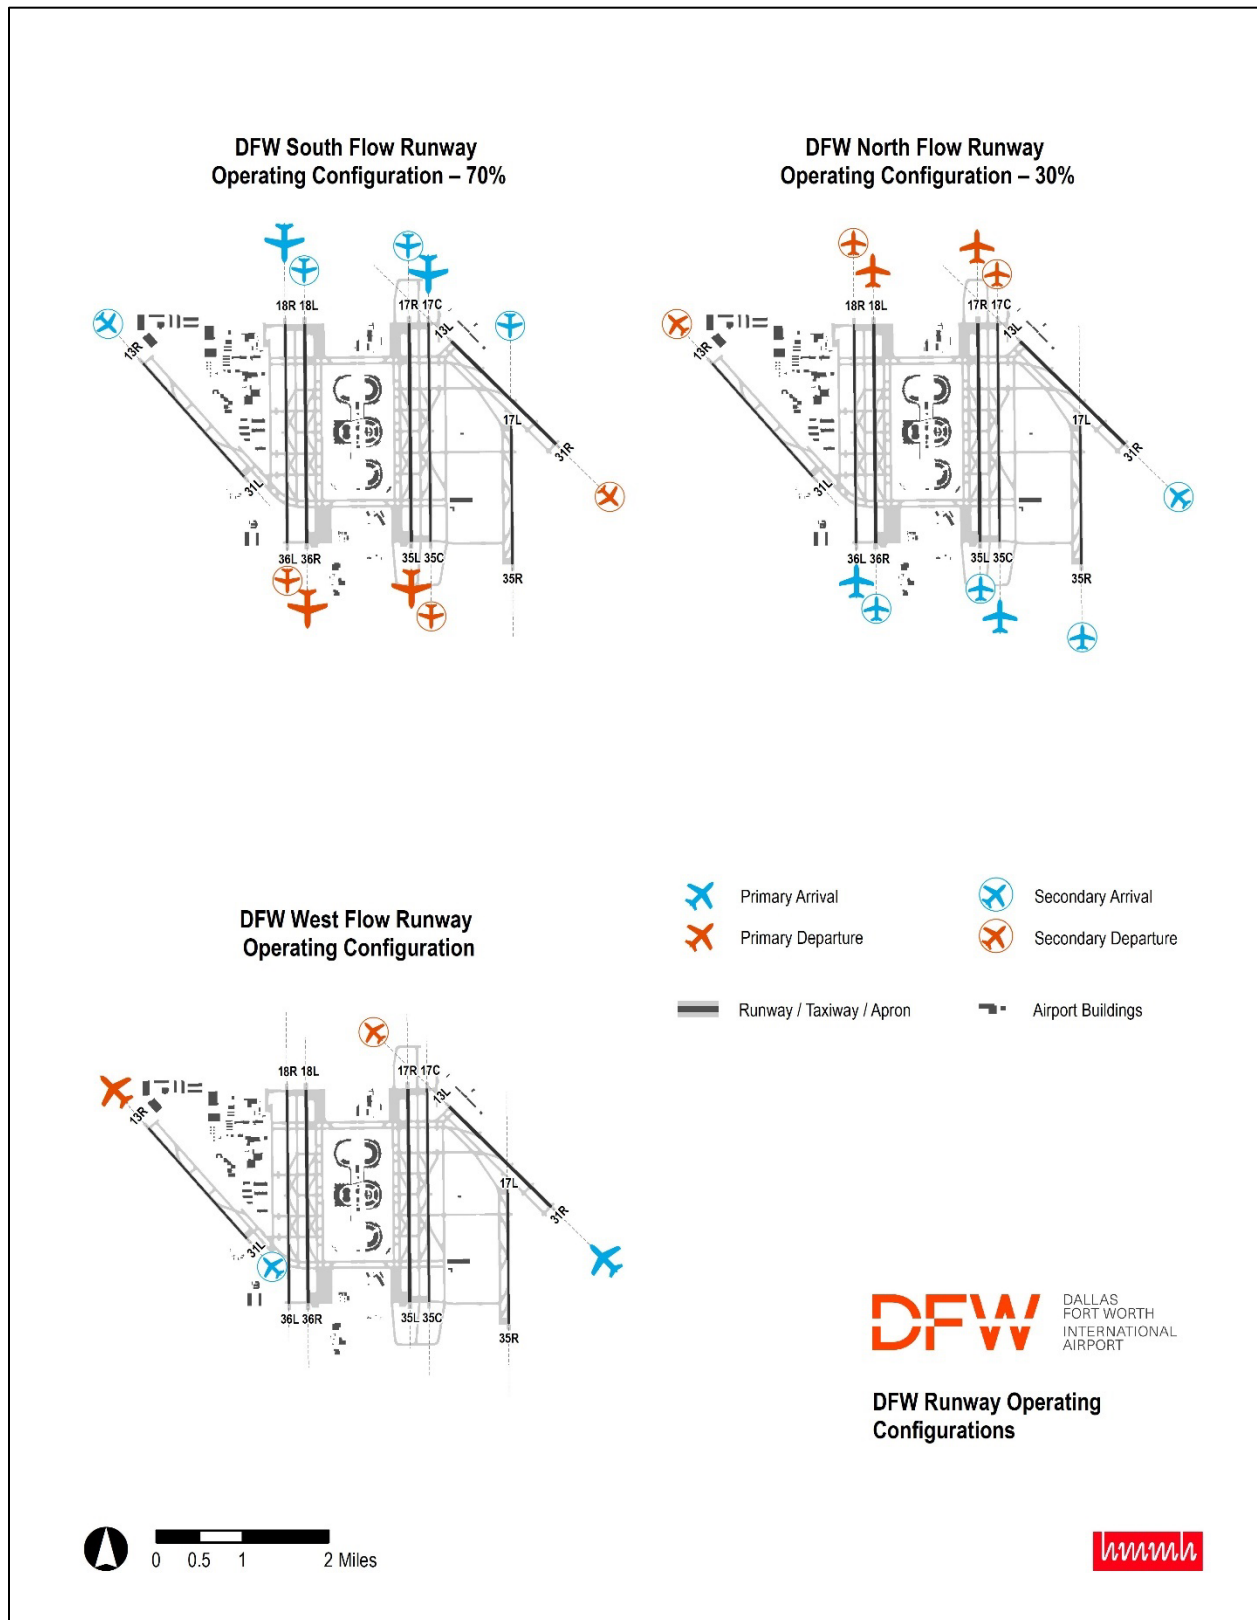 DFW South Flow Runway
Operating Configuration – 70%
18R 18L
17R 17C
13L
13R
17L
31R
31L
36L 36R
35L 35C
35R
DFW North Flow Runway
Operating Configuration – 30%
18R 18L
17R 17C
13L
13R
17L
31R
31L
36L 36R
35L 35C
35R
DFW West Flow Runway
Operating Configuration
18R 18L
17R 17C
13L
13R
17L
31R
31L
36L 36R
35L 35C
35R
Primary Arrival
Secondary Arrival
Primary Departure
Secondary Departure
Runway / Taxiway / Apron
Airport Buildings
DFW
DALLAS
FORT WORTH
INTERNATIONAL
AIRPORT
DFW Runway Operating
Configurations
0 0.5 1 2 Miles
hmmh